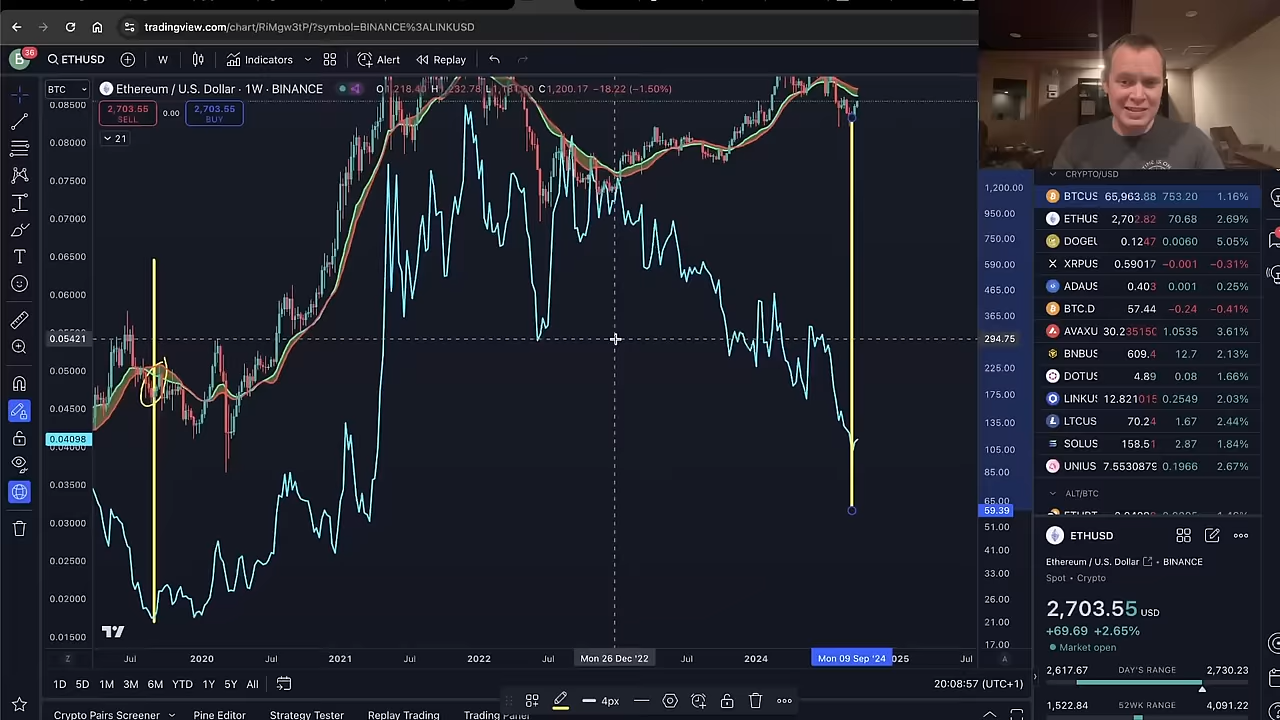 tradingview.com/chart/RiMgw3tP/?symbol=BINANCE%3ALINKUSD
B 36 ETHUSD W Indicators Alert Replay
BTC Ethereum / U.S. Dollar · 1W · BINANCE C1,200.17 −18.22 (−1.50%)
2,703.55 SELL 0.00 2,703.55 BUY
21
0.08500
0.08000
0.07500
0.07000
0.06500
0.06000
0.05421
0.05000
0.04500
0.04098
0.03500
0.03000
0.02500
0.02000
0.01500
1,200.00
950.00
750.00
590.00
465.00
365.00
294.75
225.00
175.00
135.00
105.00
85.00
65.00
59.39
51.00
41.00
33.00
26.00
21.00
17.00
Z Jul 2020 Jul 2021 Jul 2022 Jul Mon 26 Dec '22 Jul 2024 Mon 09 Sep '24 025 Jul A
1D 5D 1M 3M 6M YTD 1Y 5Y All 20:08:57 (UTC+1)
4px
Crypto Pairs Screener Pine Editor Strategy Tester Replay Trading Trading Panel
CRYPTO/USD
BTCUS 65,963.88 753.20 1.16%
ETHUS 2,702.82 70.68 2.69%
DOGEU 0.1247 0.0060 5.05%
XRPUS 0.59017 −0.001 −0.31%
ADAUS 0.403 0.001 0.25%
BTC.D 57.44 −0.24 −0.41%
AVAXU 30.235150 1.0535 3.61%
BNBUS 609.4 12.7 2.13%
DOTUS 4.89 0.08 1.66%
LINKUS 12.821015 0.2549 2.03%
LTCUS 70.24 1.67 2.44%
SOLUS 158.51 2.87 1.84%
UNIUS 7.5530879 0.1966 2.67%
ALT/BTC
ETHUSD
Ethereum / U.S. Dollar • BINANCE
Spot • Crypto
2,703.55 USD
+69.69 +2.65%
Market open
2,617.67 DAY'S RANGE 2,730.23
1,522.84 52WK RANGE 4,091.22